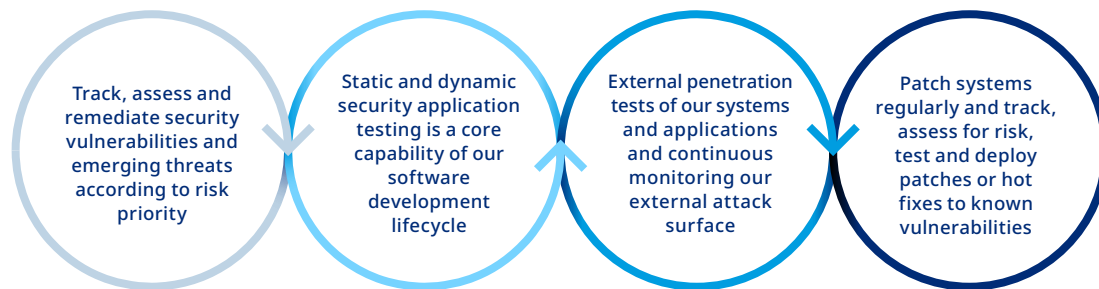 Track, assess and
remediate security
vulnerabilities and
emerging threats
according to risk
priority
Static and dynamic
security application
testing is a core
capability of our
software
development
lifecycle
External penetration
tests of our systems
and applications
and continuous
monitoring our
external attack
surface
Patch systems
regularly and track,
assess for risk,
test and deploy
patches or hot
fixes to known
vulnerabilities